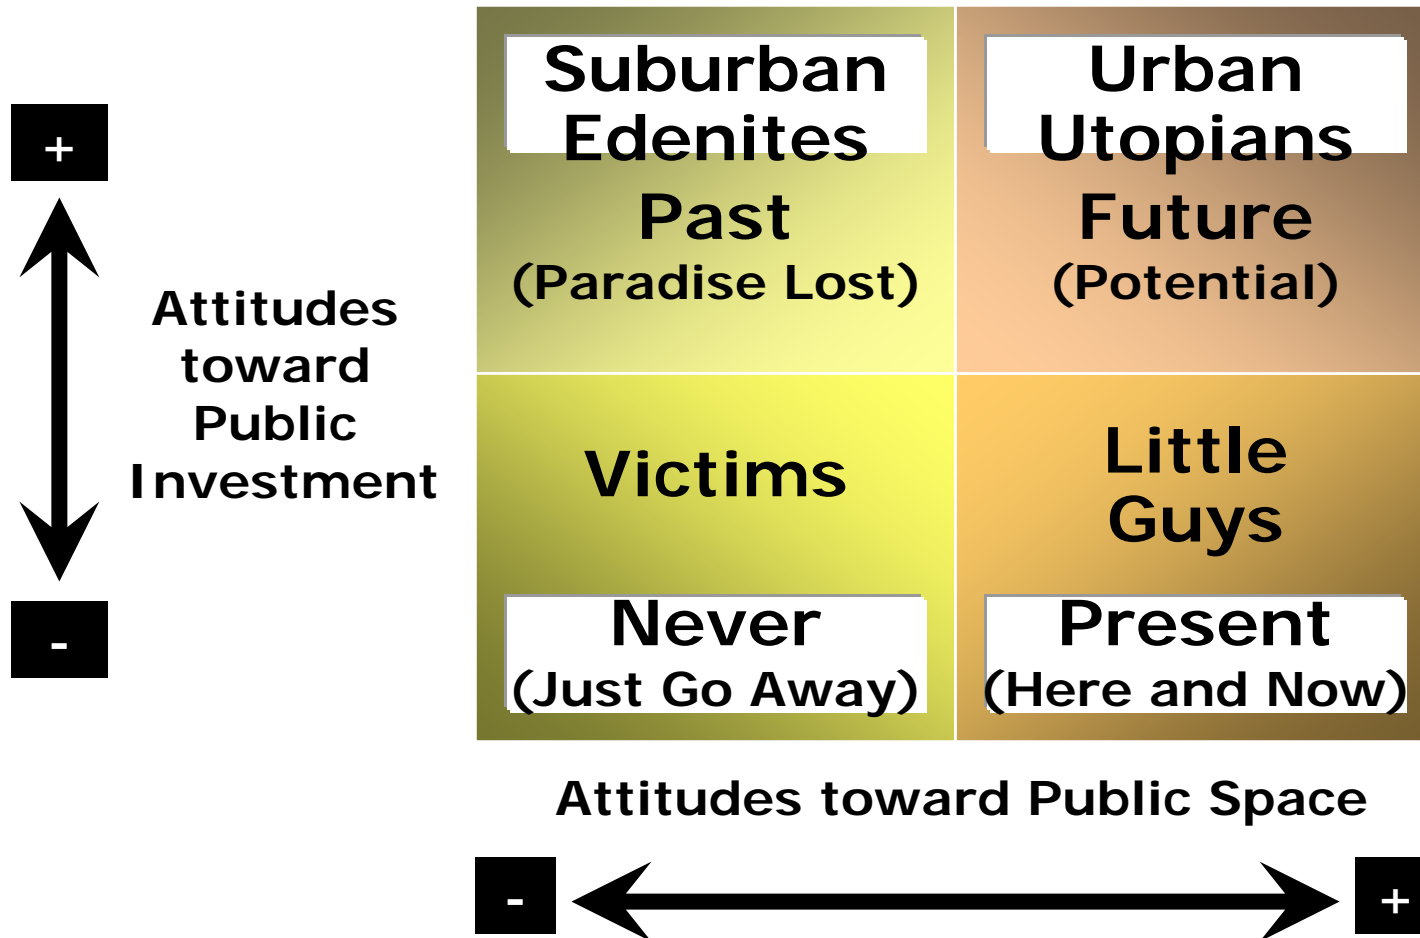 +
Attitudes
toward
Public
Investment
-
Suburban
Edenites
Past
(Paradise Lost)
Urban
Utopians
Future
(Potential)
Victims
Never
(Just Go Away)
Little
Guys
Present
(Here and Now)
Attitudes toward Public Space
-
+